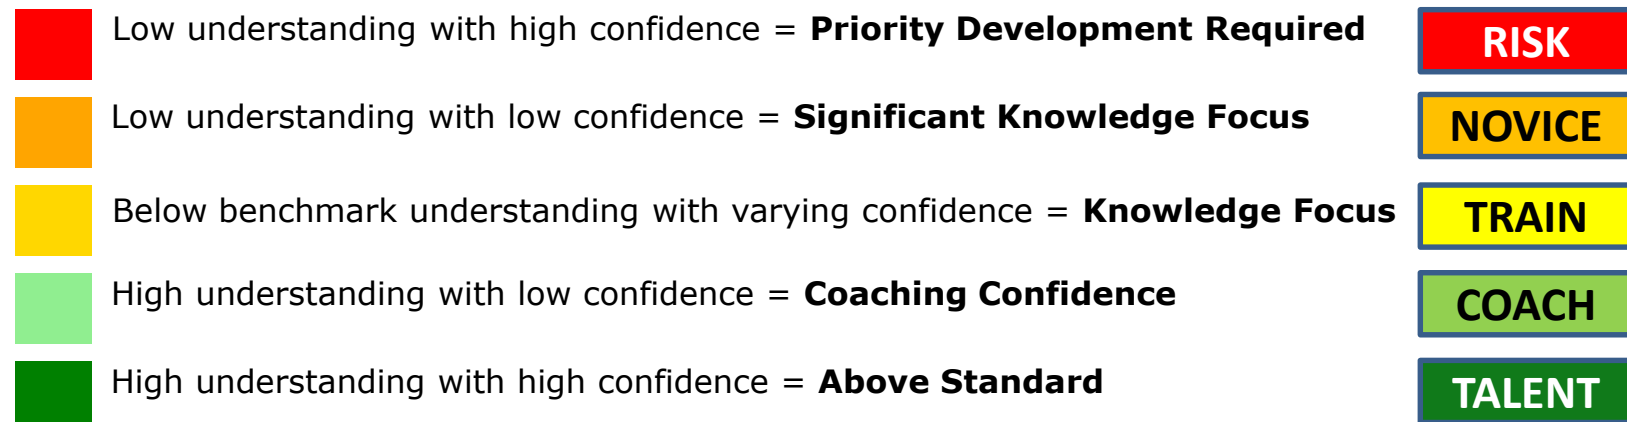 Low understanding with high confidence = Priority Development Required RISK
Low understanding with low confidence = Significant Knowledge Focus NOVICE
Below benchmark understanding with varying confidence = Knowledge Focus TRAIN
High understanding with low confidence = Coaching Confidence COACH
High understanding with high confidence = Above Standard TALENT